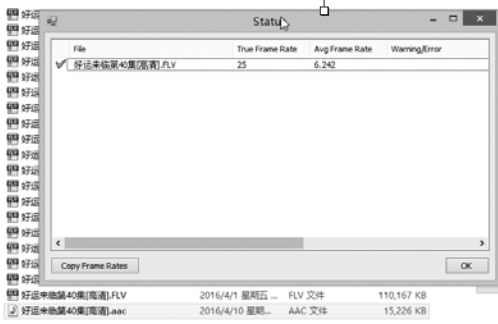 Status
File True Frame Rate Avg Frame Rate Warning/Error
好运来临第40集[高清].FLV 25 6.242
Copy Frame Rates OK
好运来临第40集[高清].FLV 2016/4/1 星期五 ... FLV 文件 110,167 KB
好运来临第40集[高清].aac 2016/4/10 星期... AAC 文件 15,226 KB